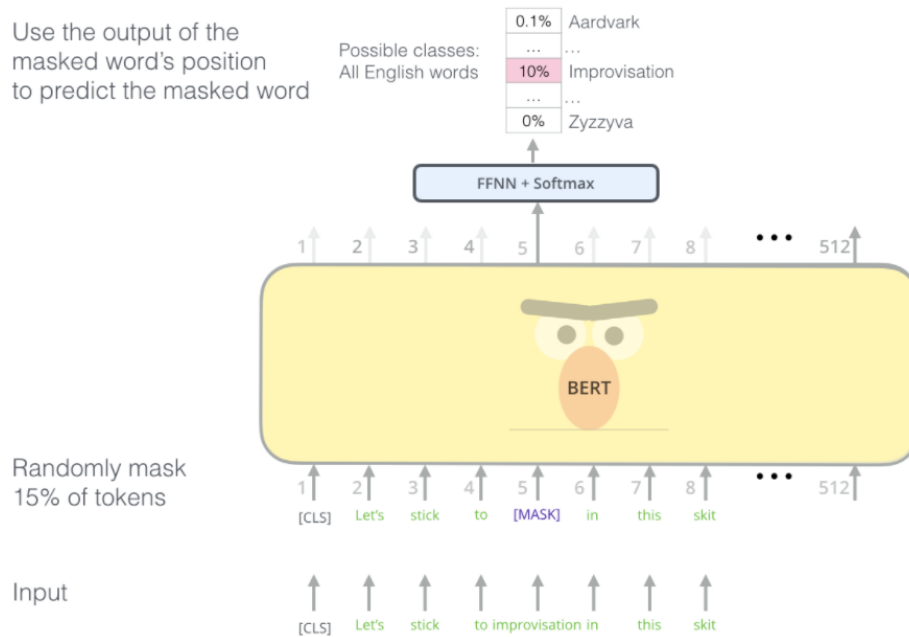 Use the output of the
masked word's position
to predict the masked word
Possible classes:
All English words
0.1% Aardvark
... ...
10% Improvisation
... ...
0% Zyzzyva
FFNN + Softmax
1 2 3 4 5 6 7 8 ••• 512
BERT
Randomly mask
15% of tokens
1 2 3 4 5 6 7 8 ••• 512
[CLS] Let's stick to [MASK] in this skit
Input
[CLS] Let's stick to improvisation in this skit